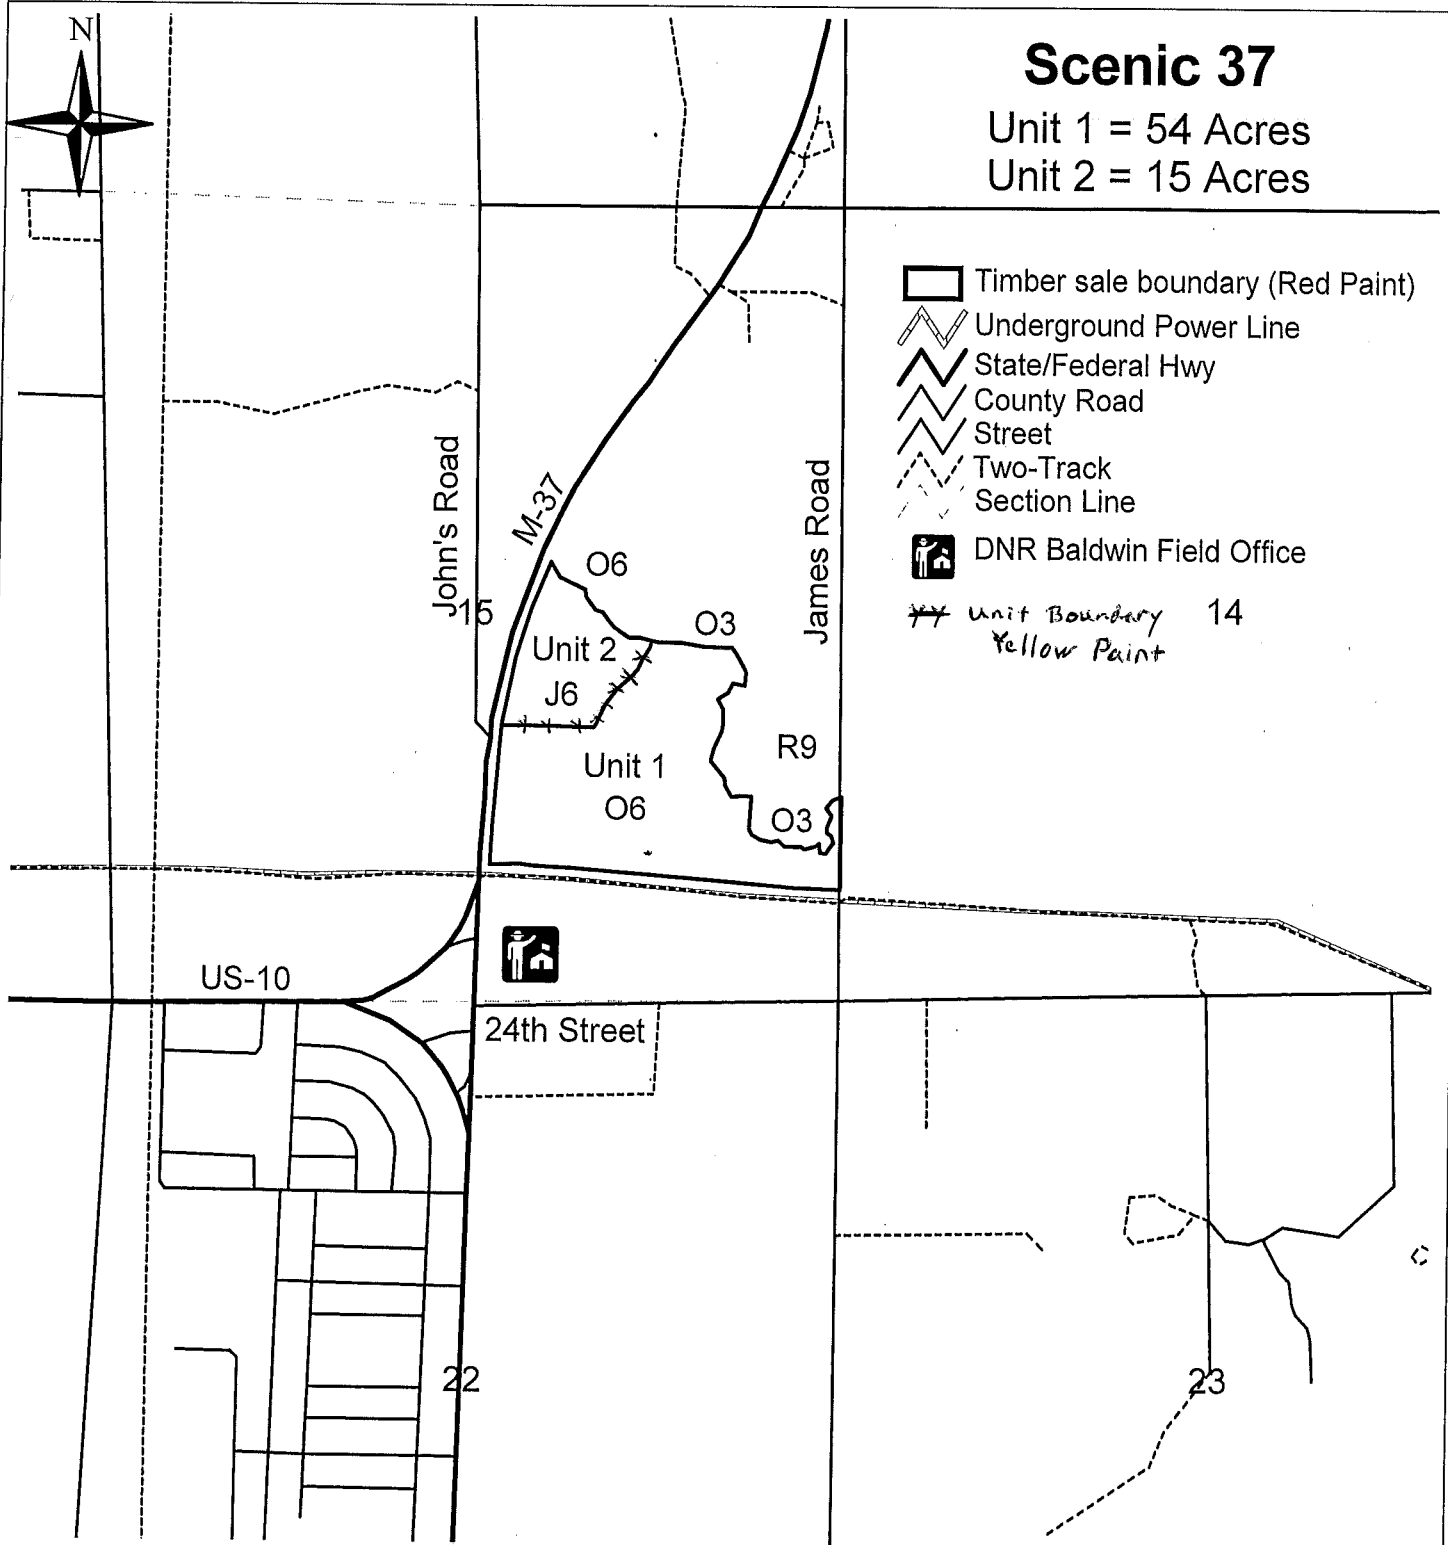 N
Scenic 37
Unit 1 = 54 Acres
Unit 2 = 15 Acres
Timber sale boundary (Red Paint)
Underground Power Line
State/Federal Hwy
County Road
Street
Two-Track
Section Line
DNR Baldwin Field Office
Unit Boundary
Yellow Paint
14
John's Road
M-37
James Road
15
O6
O3
Unit 2
J6
Unit 1
O6
R9
O3
US-10
24th Street
22
23